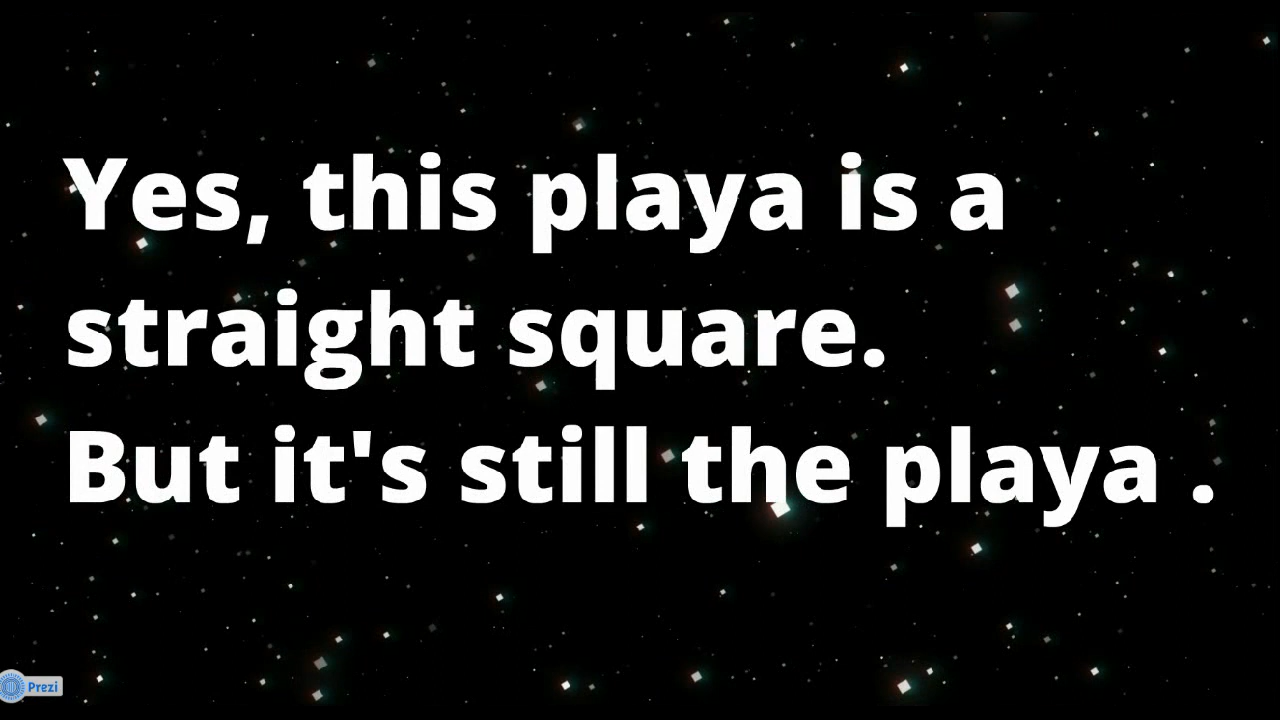 Yes, this playa is a
straight square.
But it's still the playa .
Prezi